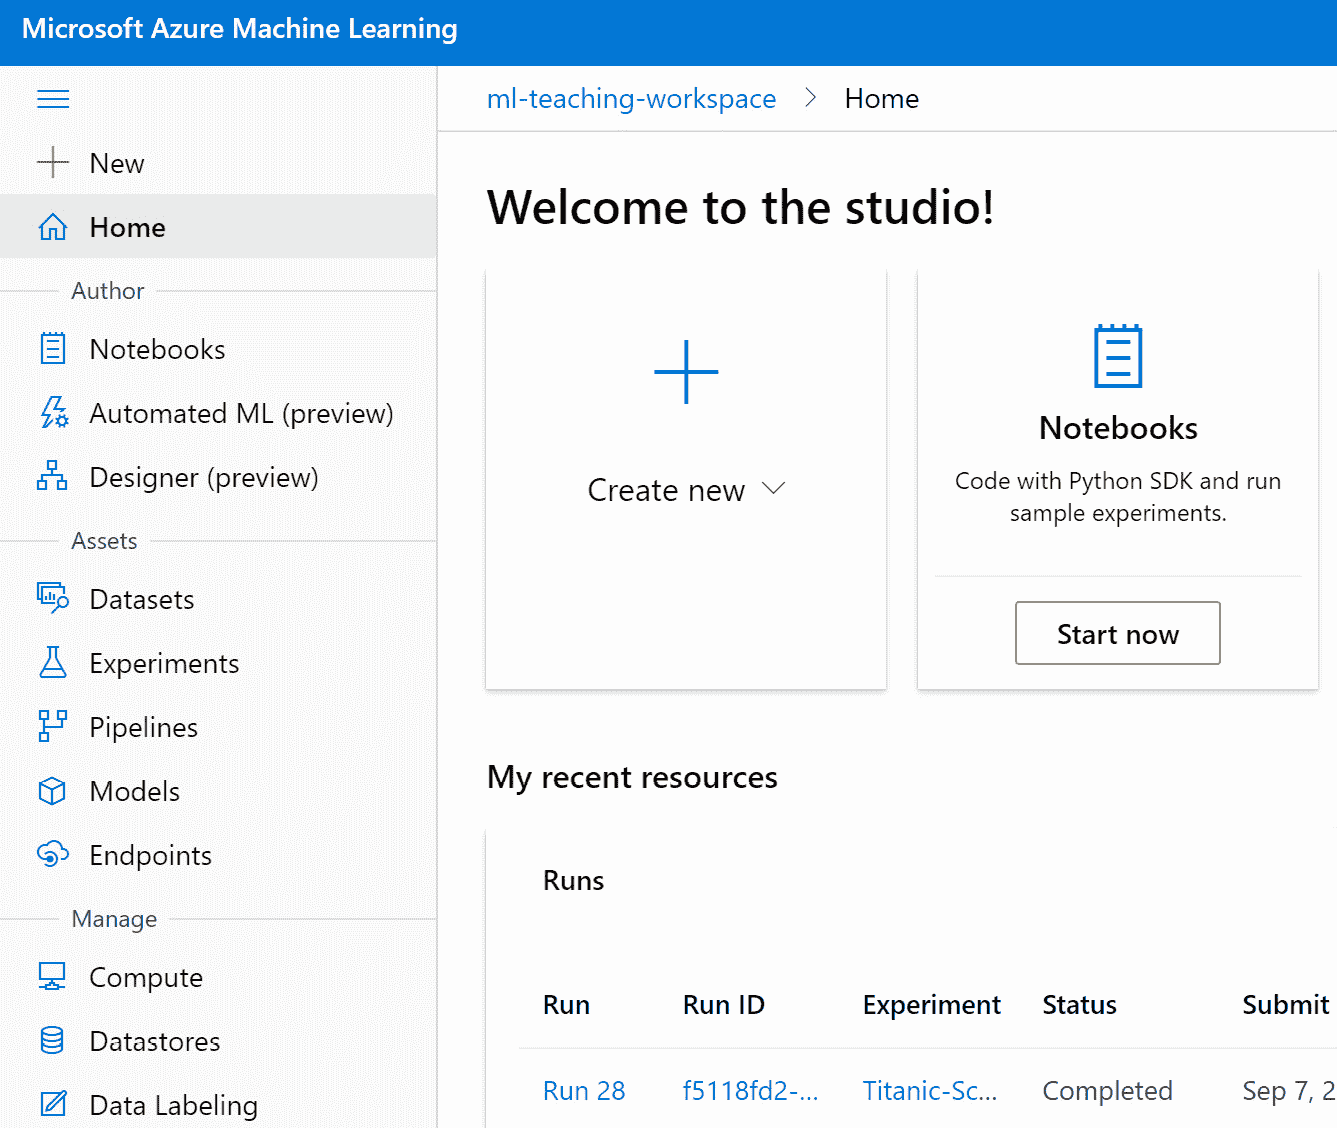 Microsoft Azure Machine Learning
New
Home
Author
Notebooks
Automated ML (preview)
Designer (preview)
Assets
Datasets
Experiments
Pipelines
Models
Endpoints
Manage
Compute
Datastores
Data Labeling
ml-teaching-workspace > Home
Welcome to the studio!
Create new
Notebooks
Code with Python SDK and run
sample experiments.
Start now
My recent resources
Runs
Run Run ID Experiment Status Submit
Run 28 f5118fd2-... Titanic-Sc... Completed Sep 7, 2